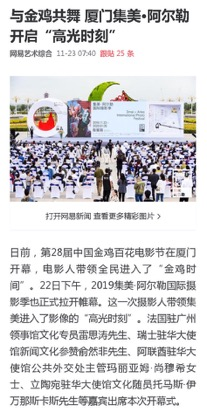 与金鸡共舞 厦门集美•阿尔勒
开启“高光时刻”
网易艺术综合 11-23 07:40 跟贴 25 条
打开网易新闻 查看更多精彩图片 >
日前，第28届中国金鸡百花电影节在厦门
开幕，电影人带领全民进入了“金鸡时
间”。22日下午，2019集美·阿尔勒国际摄
影季也正式拉开帷幕。这一次摄影人带领集
美进入了影像的“高光时刻”。法国驻广州
领事馆文化专员雷思涛先生、瑞士驻华大使
馆新闻文化参赞俞然非先生、阿联酋驻华大
使馆公共外交主管玛丽亚姆·尚穆希
女士、立陶宛驻华大使馆文化随员托马斯·伊
万那斯卡斯先生等嘉宾出席本次开幕式。